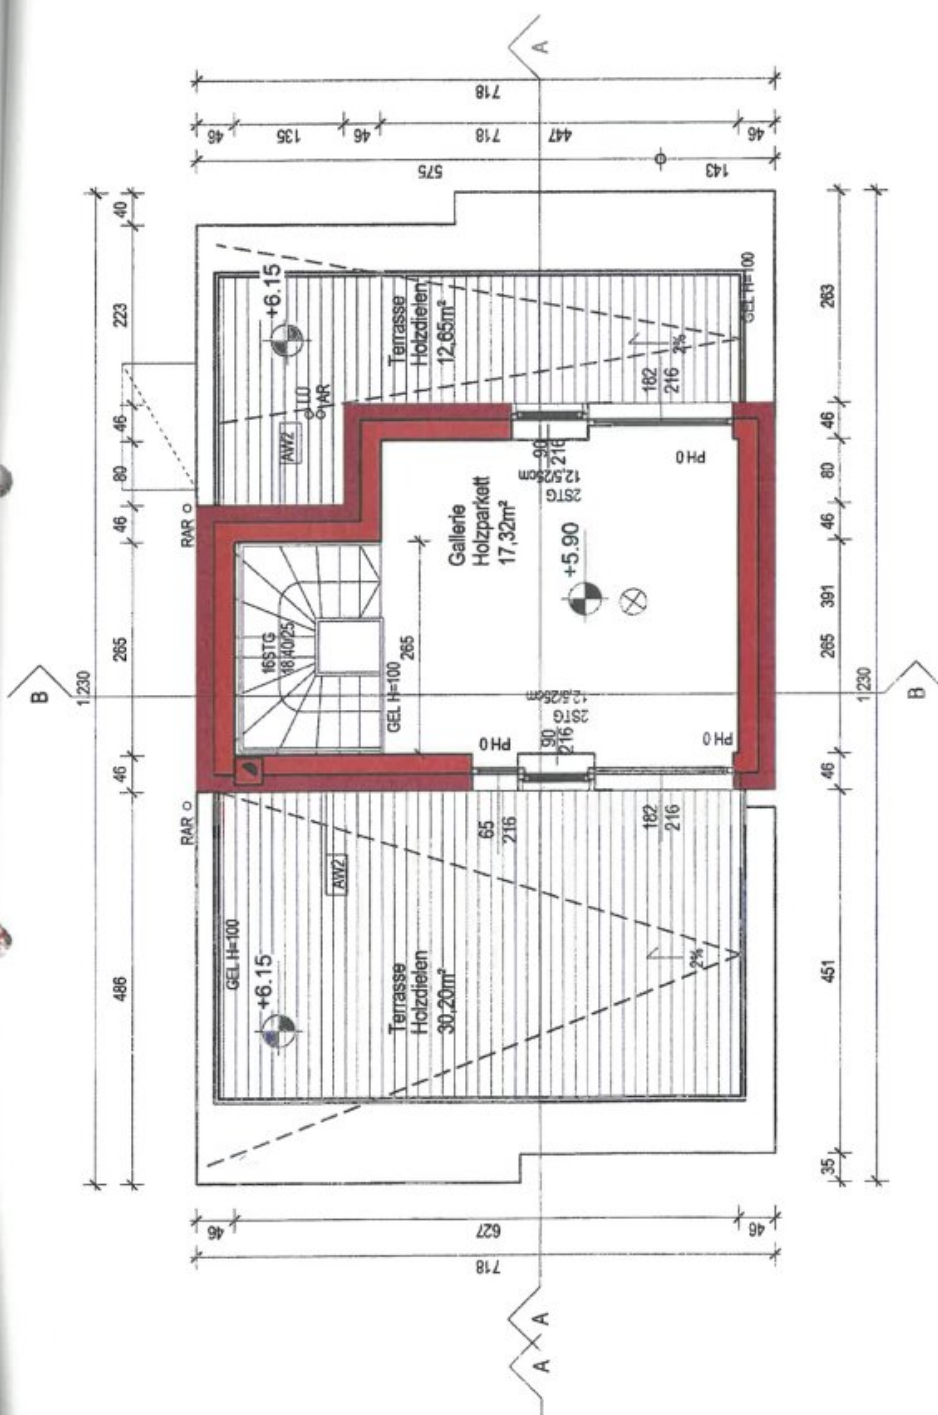 A
718
46
135
46
718
447
46
575
143
40
223
46
80
46
265
46
486
1230
263
46
80
46
391
265
46
451
35
1230
+6.15
Terrasse
Holzdielen
12,65m²
GEL H=100
2%
182
216
LÜ
AR
AW2
RAR
90
216
2STG
12,5/25cm
PH 0
Gallerie
Holzparkett
17,32m²
+5.90
16STG
18,40/25
265
GEL H=100
B
B
2STG
12,5/25cm
90
216
PH 0
PH 0
RAR
65
216
182
216
AW2
GEL H=100
+6.15
Terrasse
Holzdielen
30,20m²
2%
46
627
46
718
A
A